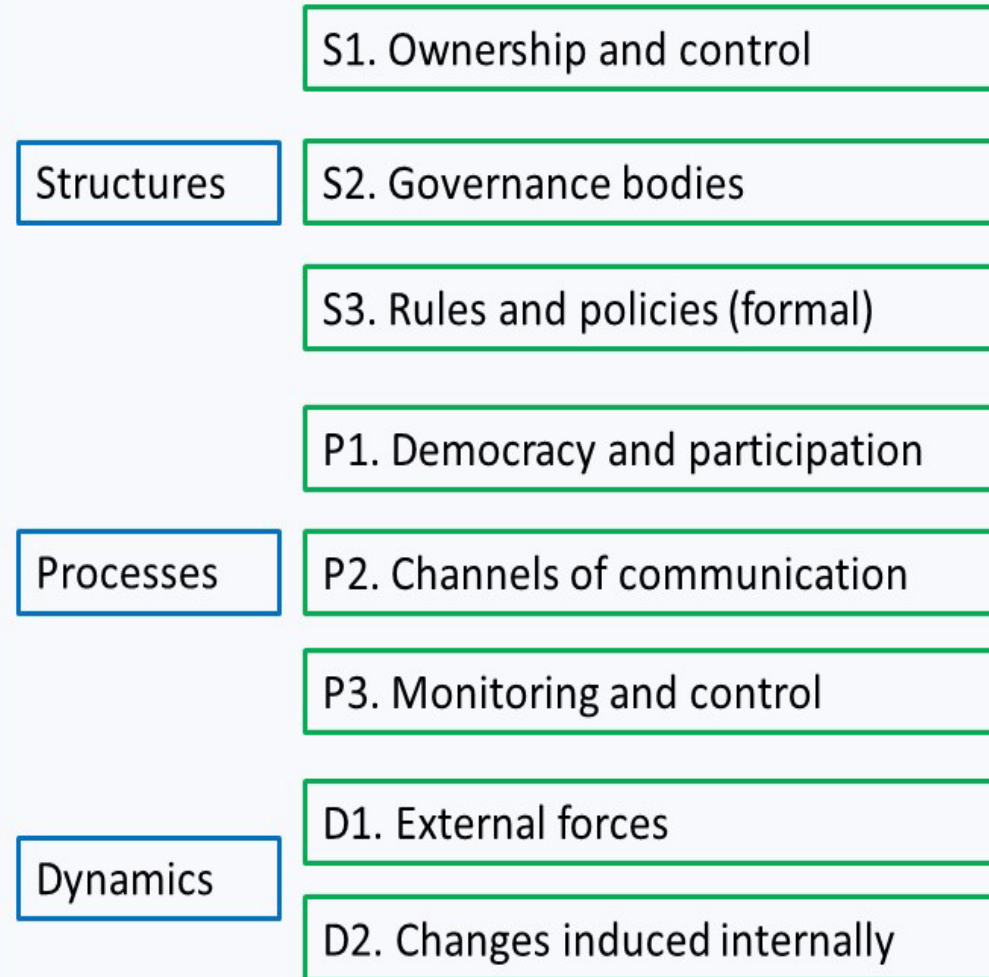 S1. Ownership and control
Structures
S2. Governance bodies
S3. Rules and policies (formal)
P1. Democracy and participation
Processes
P2. Channels of communication
P3. Monitoring and control
D1. External forces
Dynamics
D2. Changes induced internally